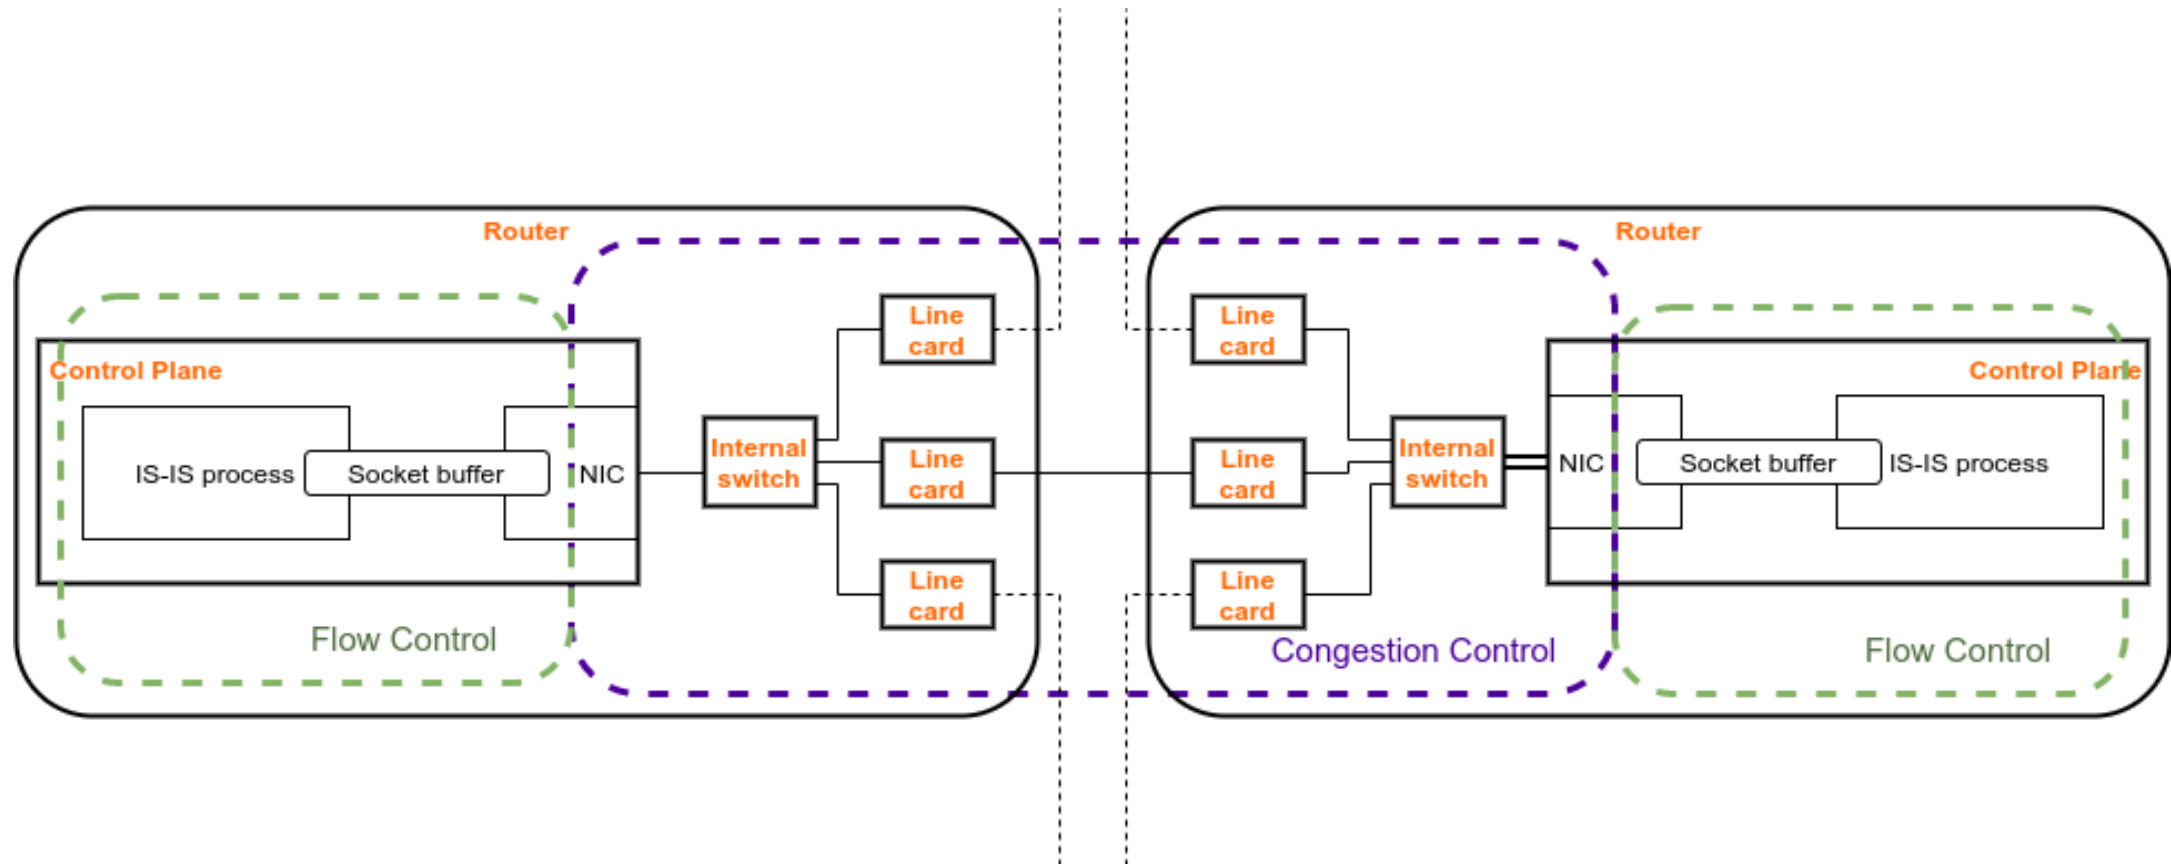 Router
Router
Line
card
Line
card
Control Plane
Control Plane
Internal
switch
Line
card
Line
card
Internal
switch
IS-IS process
Socket buffer
NIC
NIC
Socket buffer
IS-IS process
Line
card
Line
card
Flow Control
Congestion Control
Flow Control